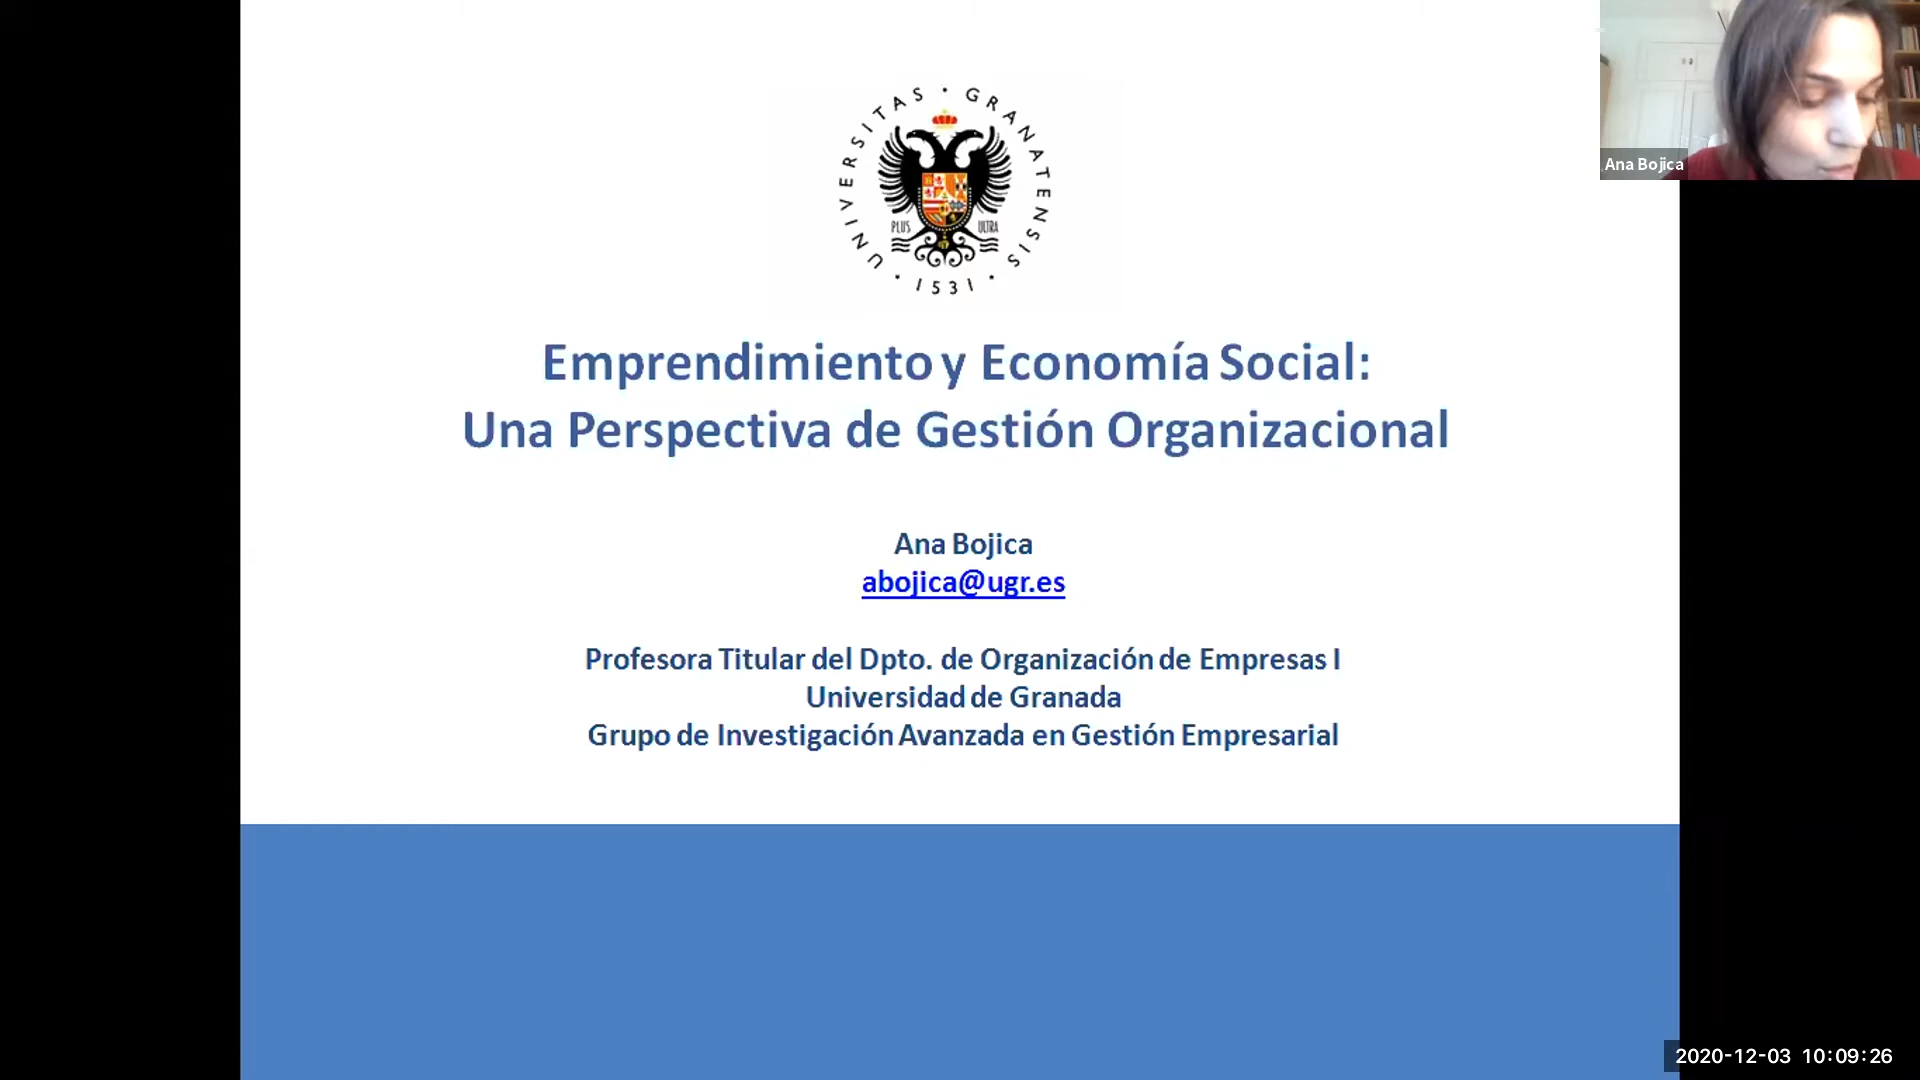 UNIVERSITAS · GRANATENSIS
PLUS ULTRA
· 1531 ·
Emprendimiento y Economía Social:
Una Perspectiva de Gestión Organizacional
Ana Bojica
abojica@ugr.es
Profesora Titular del Dpto. de Organización de Empresas I
Universidad de Granada
Grupo de Investigación Avanzada en Gestión Empresarial
Ana Bojica
2020-12-03 10:09:26